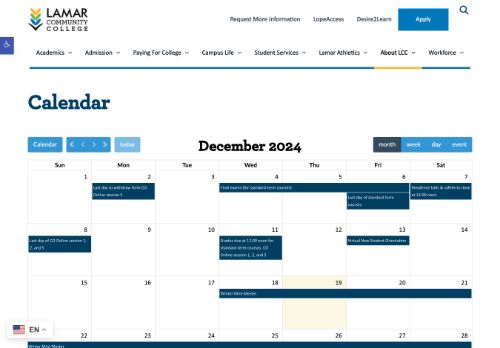 LAMAR
COMMUNITY
COLLEGE
Request More Information LopeAccess Desire2Learn Apply
Academics Admission Paying For College Campus Life Student Services Lamar Athletics About LCC Workforce
Calendar
Calendar today December 2024 month week day event
Sun Mon Tue Wed Thu Fri Sat
1 2 3 4 5 6 7
Last day to withdraw form CO
Online session 3
Final exams (for standard term courses)
Residence halls & cafeteria close
at 12:00 noon
Last day of standard term
courses
8 9 10 11 12 13 14
Last day of CO Online session 1,
2, and 5
Grades due at 12:00 noon for
standard term courses, CO
Online session 1, 2, and 5
Virtual New Student Orientation
15 16 17 18 19 20 21
Winter Mini-Mester
22 23 24 25 26 27 28
Winter Mini-Mester
EN